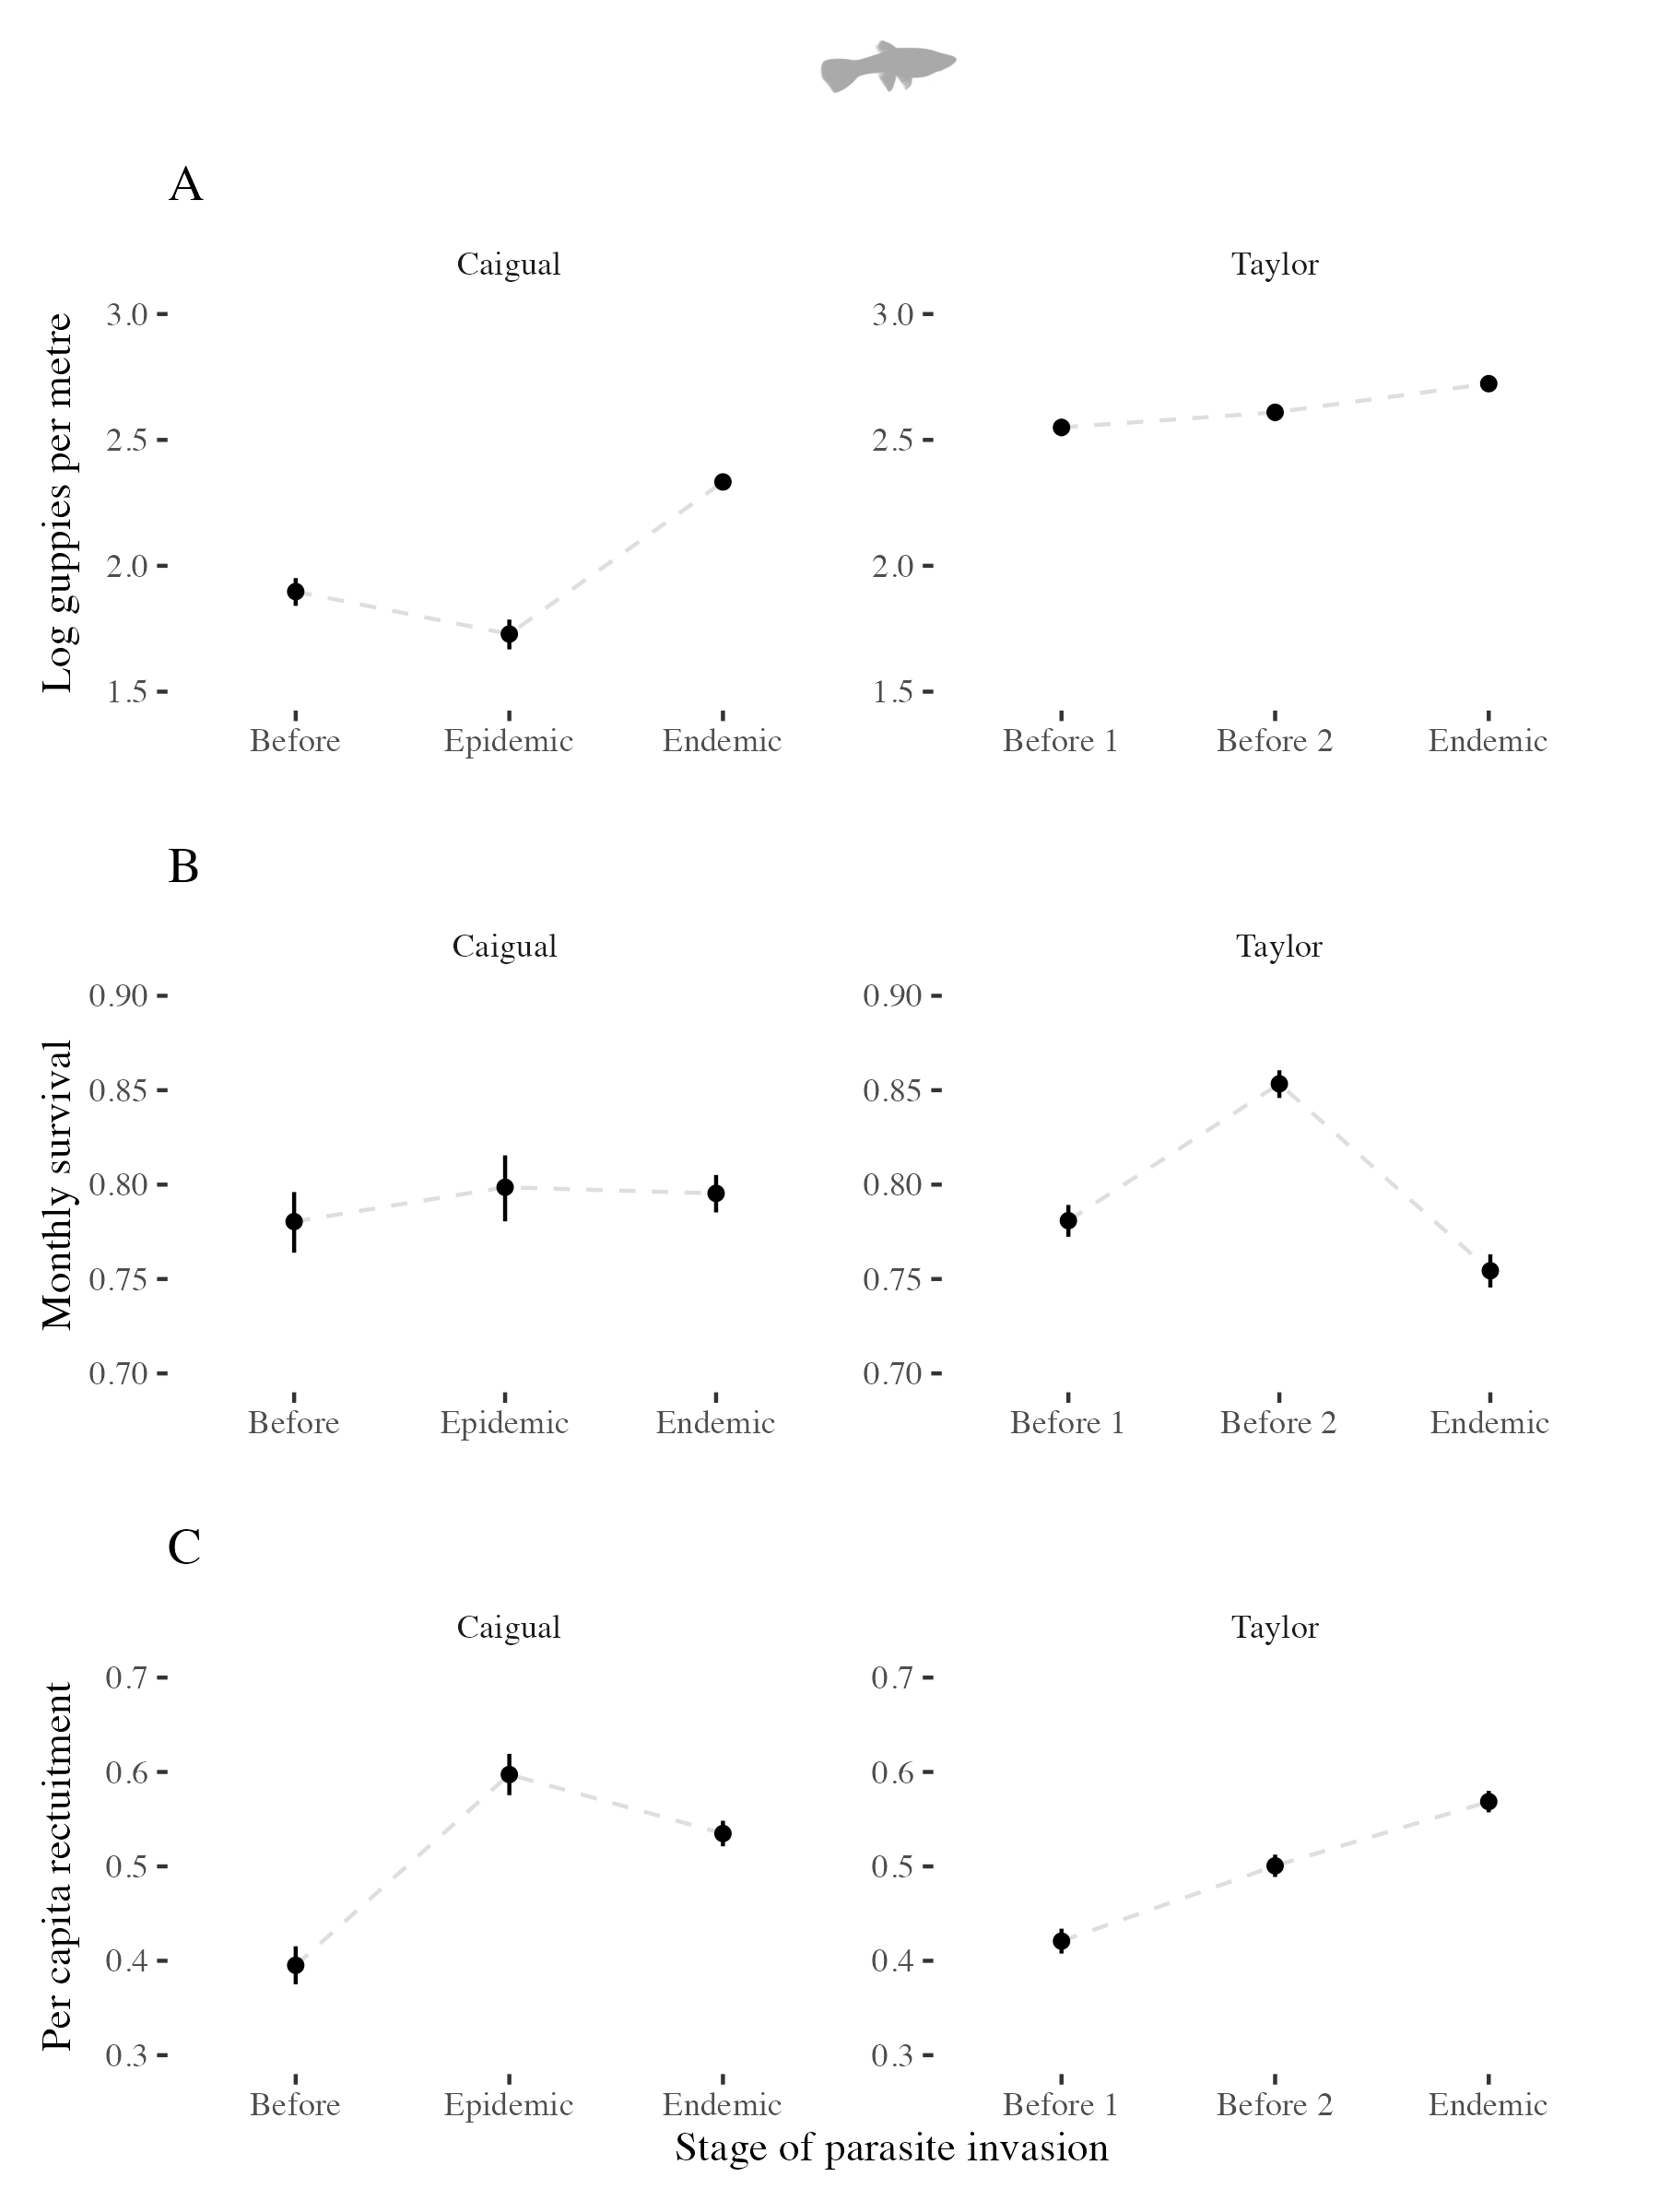 A
Caigual Taylor
Log guppies per metre
3.0 3.0
2.5 2.5
2.0 2.0
1.5 1.5
Before Epidemic Endemic Before 1 Before 2 Endemic
B
Caigual Taylor
Monthly survival
0.90 0.90
0.85 0.85
0.80 0.80
0.75 0.75
0.70 0.70
Before Epidemic Endemic Before 1 Before 2 Endemic
C
Caigual Taylor
Per capita rectuitment
0.7 0.7
0.6 0.6
0.5 0.5
0.4 0.4
0.3 0.3
Before Epidemic Endemic Before 1 Before 2 Endemic
Stage of parasite invasion